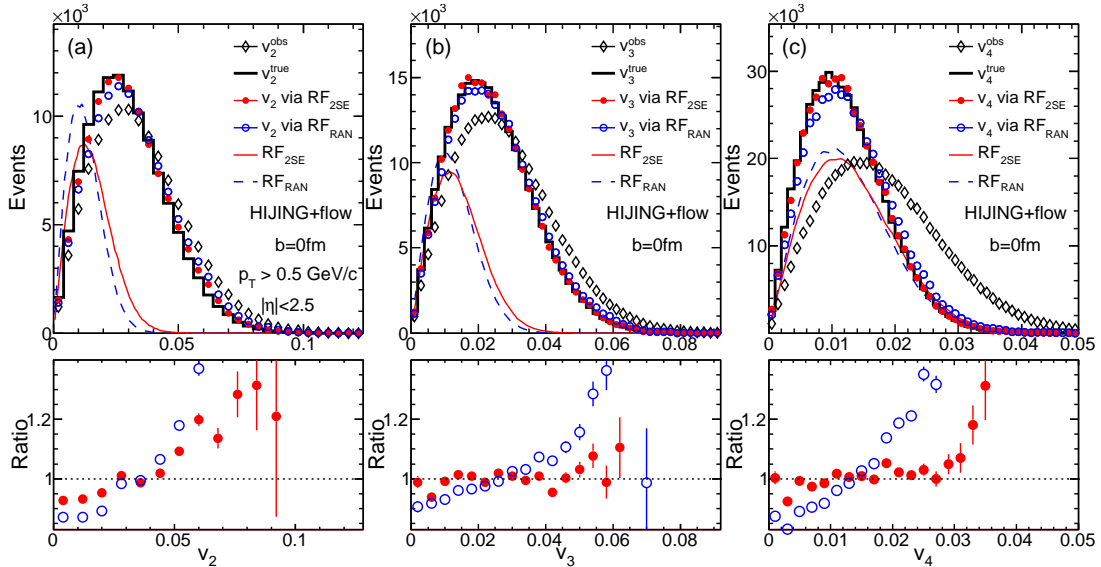 ×10³
(a)
v₂^obs
v₂^true
v₂ via RF_2SE
v₂ via RF_RAN
RF_2SE
RF_RAN
HIJING+flow
b=0fm
p_T > 0.5 GeV/c
|η|<2.5
Events
10
5
0
×10³
(b)
v₃^obs
v₃^true
v₃ via RF_2SE
v₃ via RF_RAN
RF_2SE
RF_RAN
HIJING+flow
b=0fm
Events
15
10
5
0
0 0.02 0.04 0.06 0.08
×10³
(c)
v₄^obs
v₄^true
v₄ via RF_2SE
v₄ via RF_RAN
RF_2SE
RF_RAN
HIJING+flow
b=0fm
Events
30
20
10
0
0 0.01 0.02 0.03 0.04 0.05
0 0.05 0.1
Ratio
1.2
1
0 0.05 0.1
v₂
Ratio
1.2
1
0 0.02 0.04 0.06 0.08
v₃
Ratio
1.2
1
0 0.01 0.02 0.03 0.04 0.05
v₄